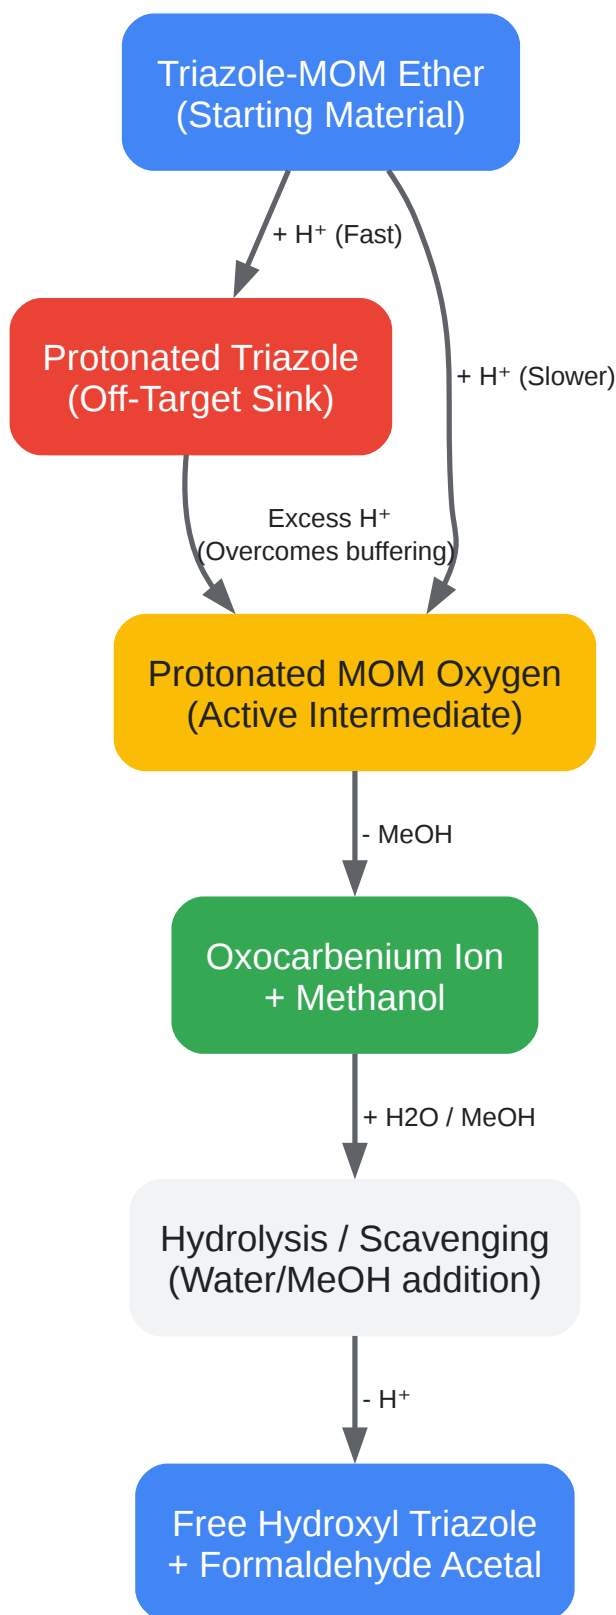 Triazole-MOM Ether
(Starting Material)
+ H⁺ (Fast)
Protonated Triazole
(Off-Target Sink)
+ H⁺ (Slower)
Excess H⁺
(Overcomes buffering)
Protonated MOM Oxygen
(Active Intermediate)
- MeOH
Oxocarbenium Ion
+ Methanol
+ H2O / MeOH
Hydrolysis / Scavenging
(Water/MeOH addition)
- H⁺
Free Hydroxyl Triazole
+ Formaldehyde Acetal